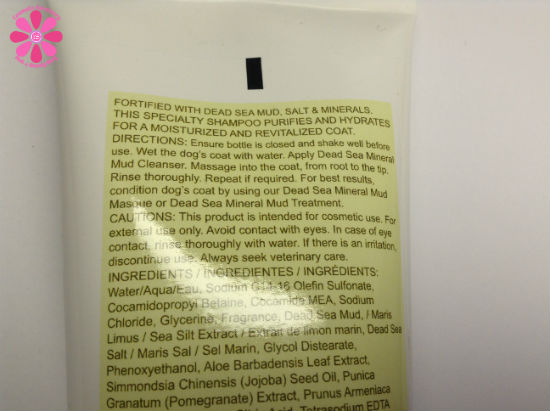 FORTIFIED WITH DEAD SEA MUD, SALT & MINERALS,
THIS SPECIALTY SHAMPOO PURIFIES AND HYDRATES
FOR A MOISTURIZED AND REVITALIZED COAT.
DIRECTIONS: Ensure bottle is closed and shake well before
use. Wet the dog's coat with water. Apply Dead Sea Mineral
Mud Cleanser. Massage into the coat, from root to the tip.
Rinse thoroughly. Repeat if required. For best results,
condition dog's coat by using our Dead Sea Mineral Mud
Masque or Dead Sea Mineral Mud Treatment.
CAUTIONS: This product is intended for cosmetic use. For
external use only. Avoid contact with eyes. In case of eye
contact, rinse thoroughly with water. If there is an irritation,
discontinue use. Always seek veterinary care.
INGREDIENTS / INGREDIENTES / INGRÉDIENTS:
Water/Aqua/Eau, Sodium C14-16 Olefin Sulfonate,
Cocamidopropyl Betaine, Cocamide MEA, Sodium
Chloride, Glycerine, Fragrance, Dead Sea Mud, / Maris
Limus / Sea Silt Extract / Extrait de limon marin, Dead Sea
Salt / Maris Sal / Sel Marin, Glycol Distearate,
Phenoxyethanol, Aloe Barbadensis Leaf Extract,
Simmondsia Chinensis (Jojoba) Seed Oil, Punica
Granatum (Pomegranate) Extract, Prunus Armeniaca
Acid, Tetrasodium EDTA